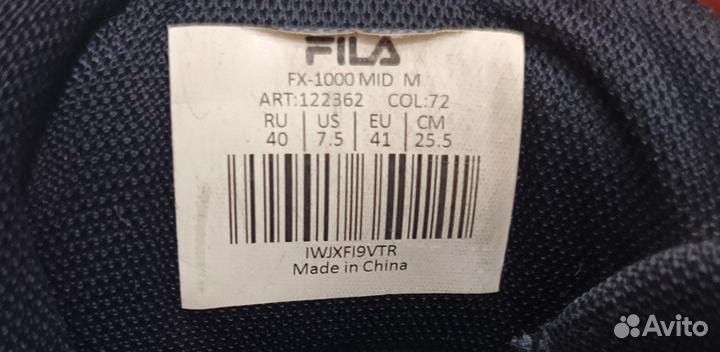 FILA
FX-1000 MID M
ART:122362 COL:72
RU US EU CM
40 7.5 41 25.5
IWJXFI9VTR
Made in China
Avito